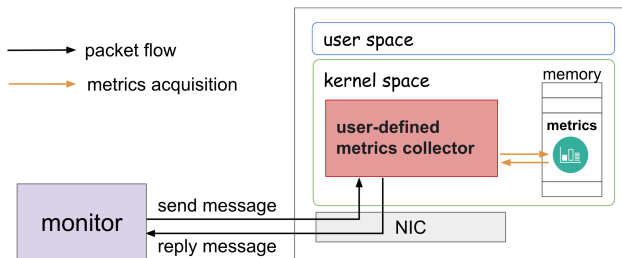 packet flow
metrics acquisition
user space
kernel space
memory
user-defined
metrics collector
metrics
monitor
send message
reply message
NIC